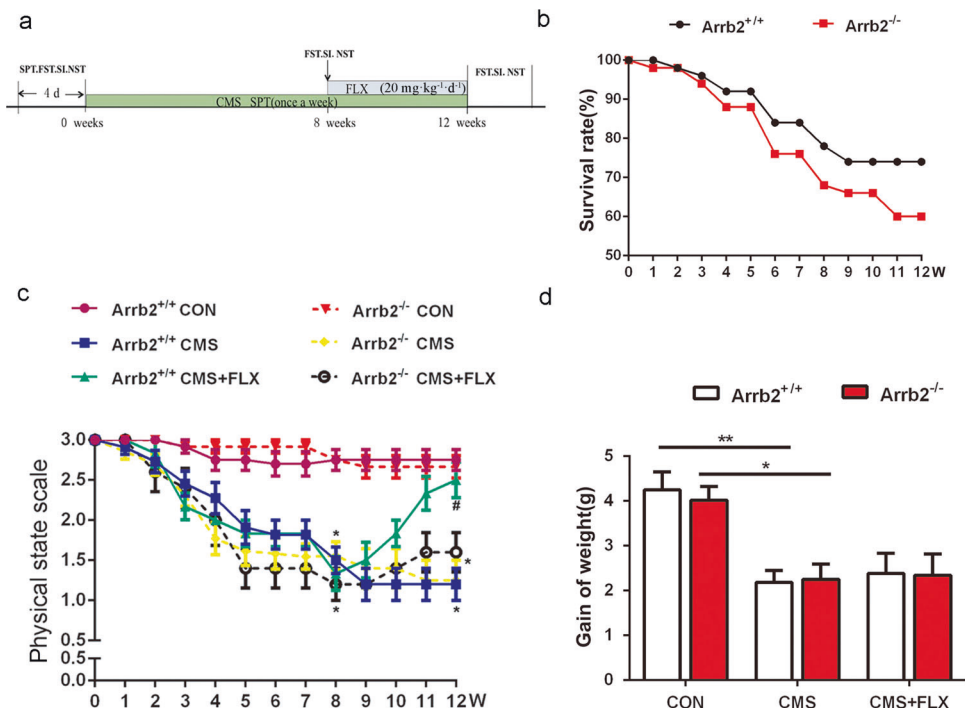 a
SPT.FST.SI.NST
FST.SI. NST
FST.SI. NST
4 d
FLX (20 mg·kg⁻¹·d⁻¹)
CMS SPT(once a week)
0 weeks
8 weeks
12 weeks
b
Arrb2+/+
Arrb2-/-
Survival rate(%)
100
90
80
70
60
50
0 1 2 3 4 5 6 7 8 9 10 11 12 W
c
Arrb2+/+ CON
Arrb2-/- CON
Arrb2+/+ CMS
Arrb2-/- CMS
Arrb2+/+ CMS+FLX
Arrb2-/- CMS+FLX
Physical state scale
3.0
2.5
2.0
1.5
1.0
0.5
0.5
0.0
*
*
#
*
*
0 1 2 3 4 5 6 7 8 9 10 11 12 W
d
Arrb2+/+
Arrb2-/-
Gain of weight(g)
5
4
3
2
1
0
**
*
CON
CMS
CMS+FLX